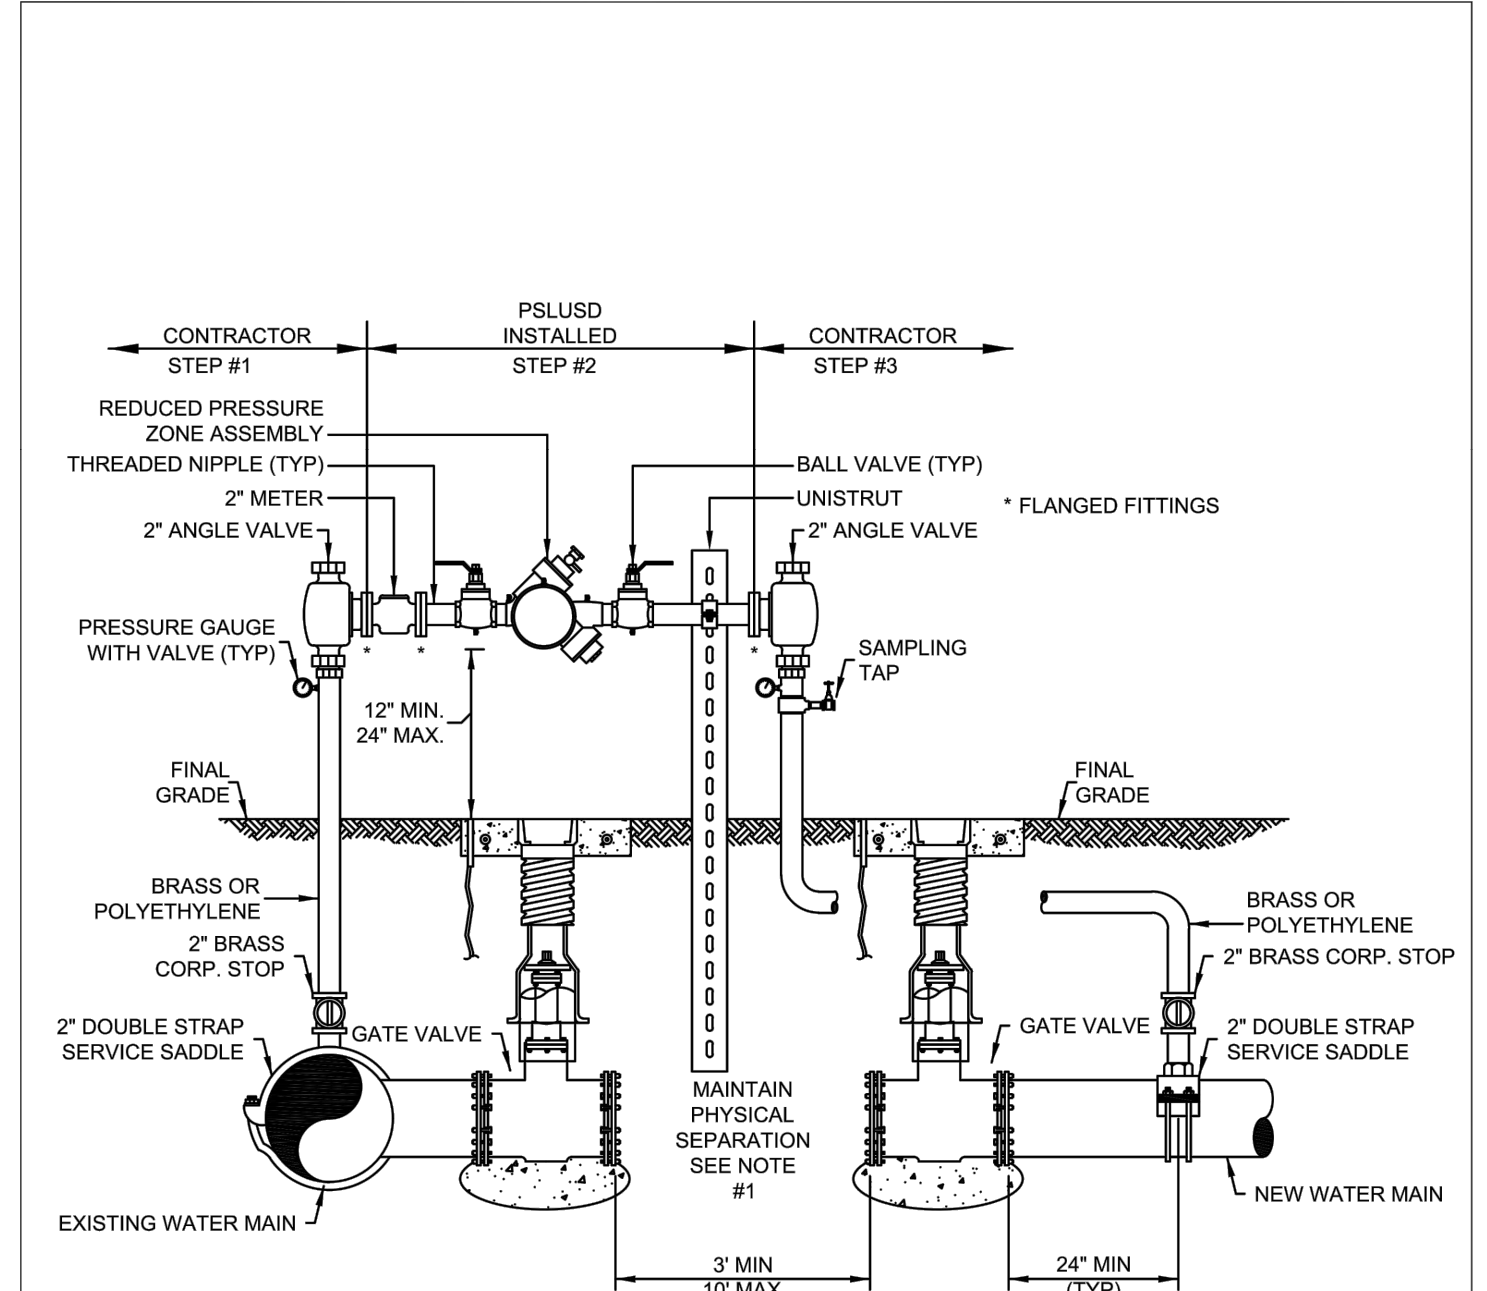 PSLUSD
INSTALLED
CONTRACTOR
CONTRACTOR
STEP #1
STEP #2
STEP #3
REDUCED PRESSURE
ZONE ASSEMBLY
THREADED NIPPLE (TYP)
BALL VALVE (TYP)
2" METER
UNISTRUT
* FLANGED FITTINGS
2" ANGLE VALVE
2" ANGLE VALVE
PRESSURE GAUGE
WITH VALVE (TYP)
*
*
*
SAMPLING
TAP
12" MIN.
24" MAX.
FINAL
GRADE
FINAL
GRADE
BRASS OR
POLYETHYLENE
BRASS OR
POLYETHYLENE
2" BRASS
CORP. STOP
2" BRASS CORP. STOP
2" DOUBLE STRAP
SERVICE SADDLE
GATE VALVE
GATE VALVE
2" DOUBLE STRAP
SERVICE SADDLE
MAINTAIN
PHYSICAL
SEPARATION
SEE NOTE
#1
EXISTING WATER MAIN
NEW WATER MAIN
3' MIN
10' MAX
24" MIN
(TYP)